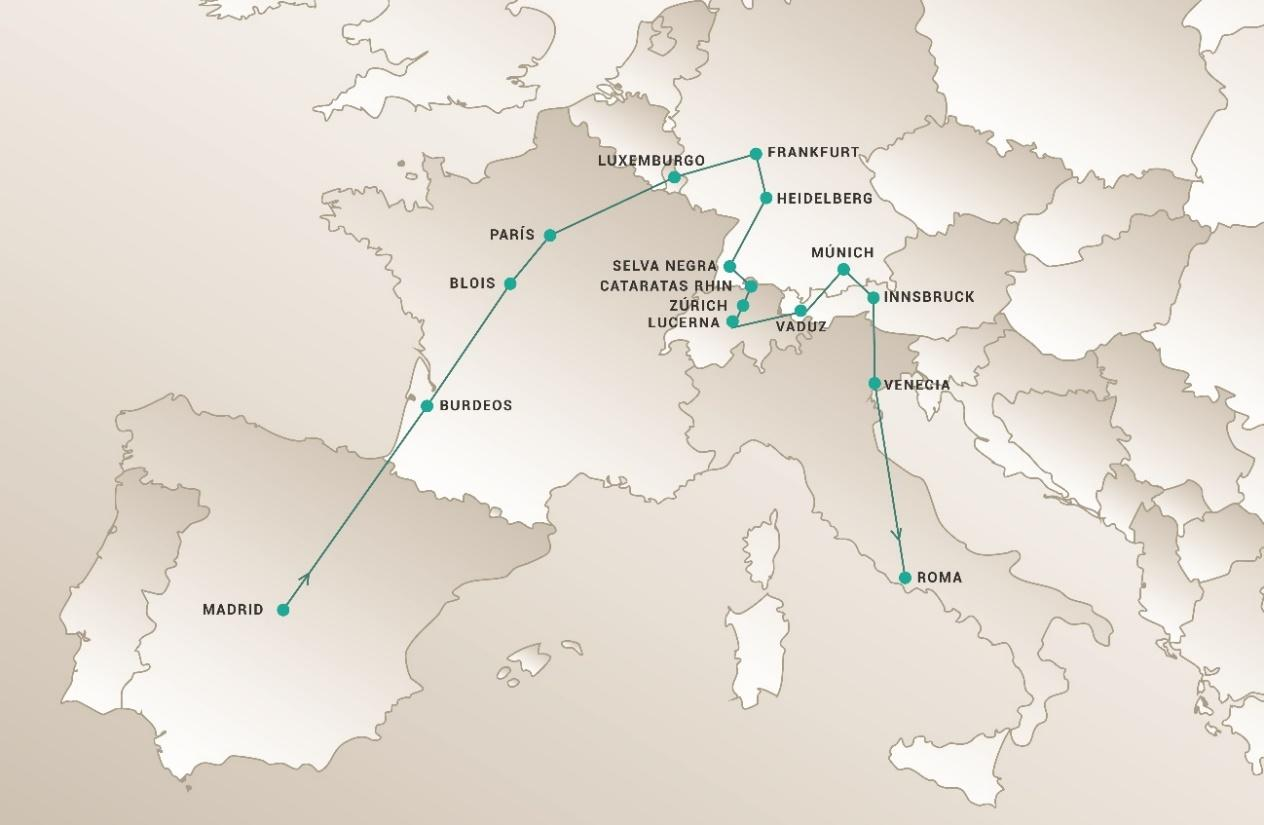 LUXEMBURGO
FRANKFURT
HEIDELBERG
PARÍS
MÚNICH
SELVA NEGRA
BLOIS
CATARATAS RHIN
INNSBRUCK
ZÚRICH
LUCERNA
VADUZ
VENECIA
BURDEOS
ROMA
MADRID